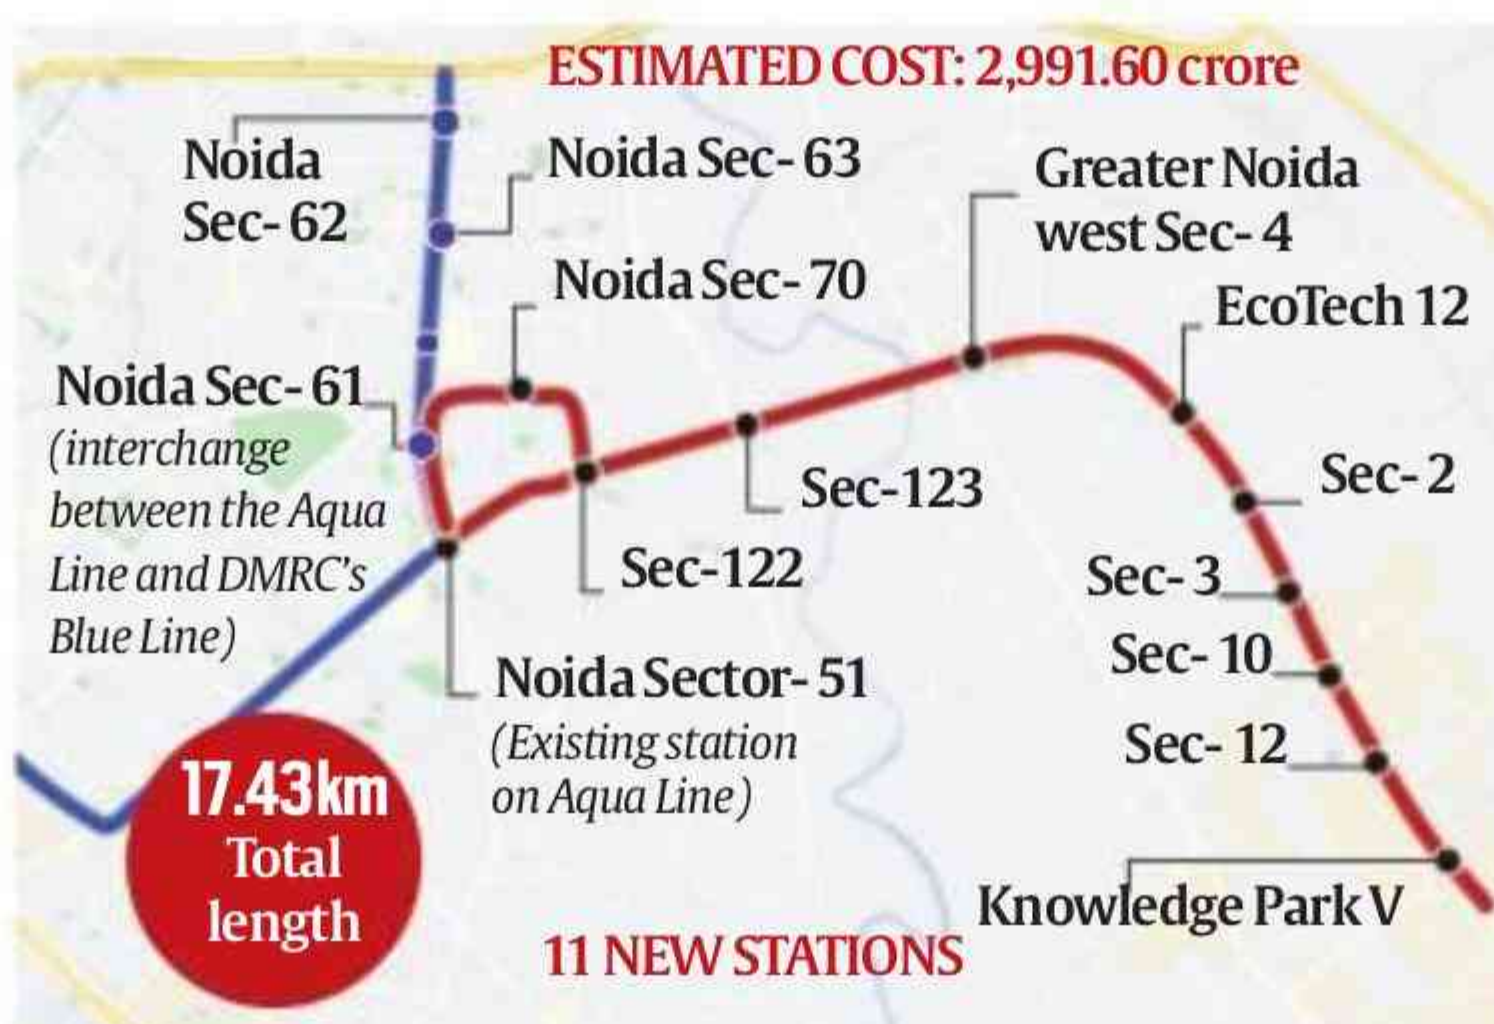 ESTIMATED COST: 2,991.60 crore
Noida
Sec- 62
Noida Sec- 63
Greater Noida
west Sec- 4
Noida Sec- 70
EcoTech 12
Noida Sec- 61
(interchange
between the Aqua
Line and DMRC's
Blue Line)
Sec-123
Sec- 2
Sec-122
Sec- 3
Sec- 10
Noida Sector- 51
(Existing station
on Aqua Line)
Sec- 12
17.43km
Total
length
Knowledge Park V
11 NEW STATIONS